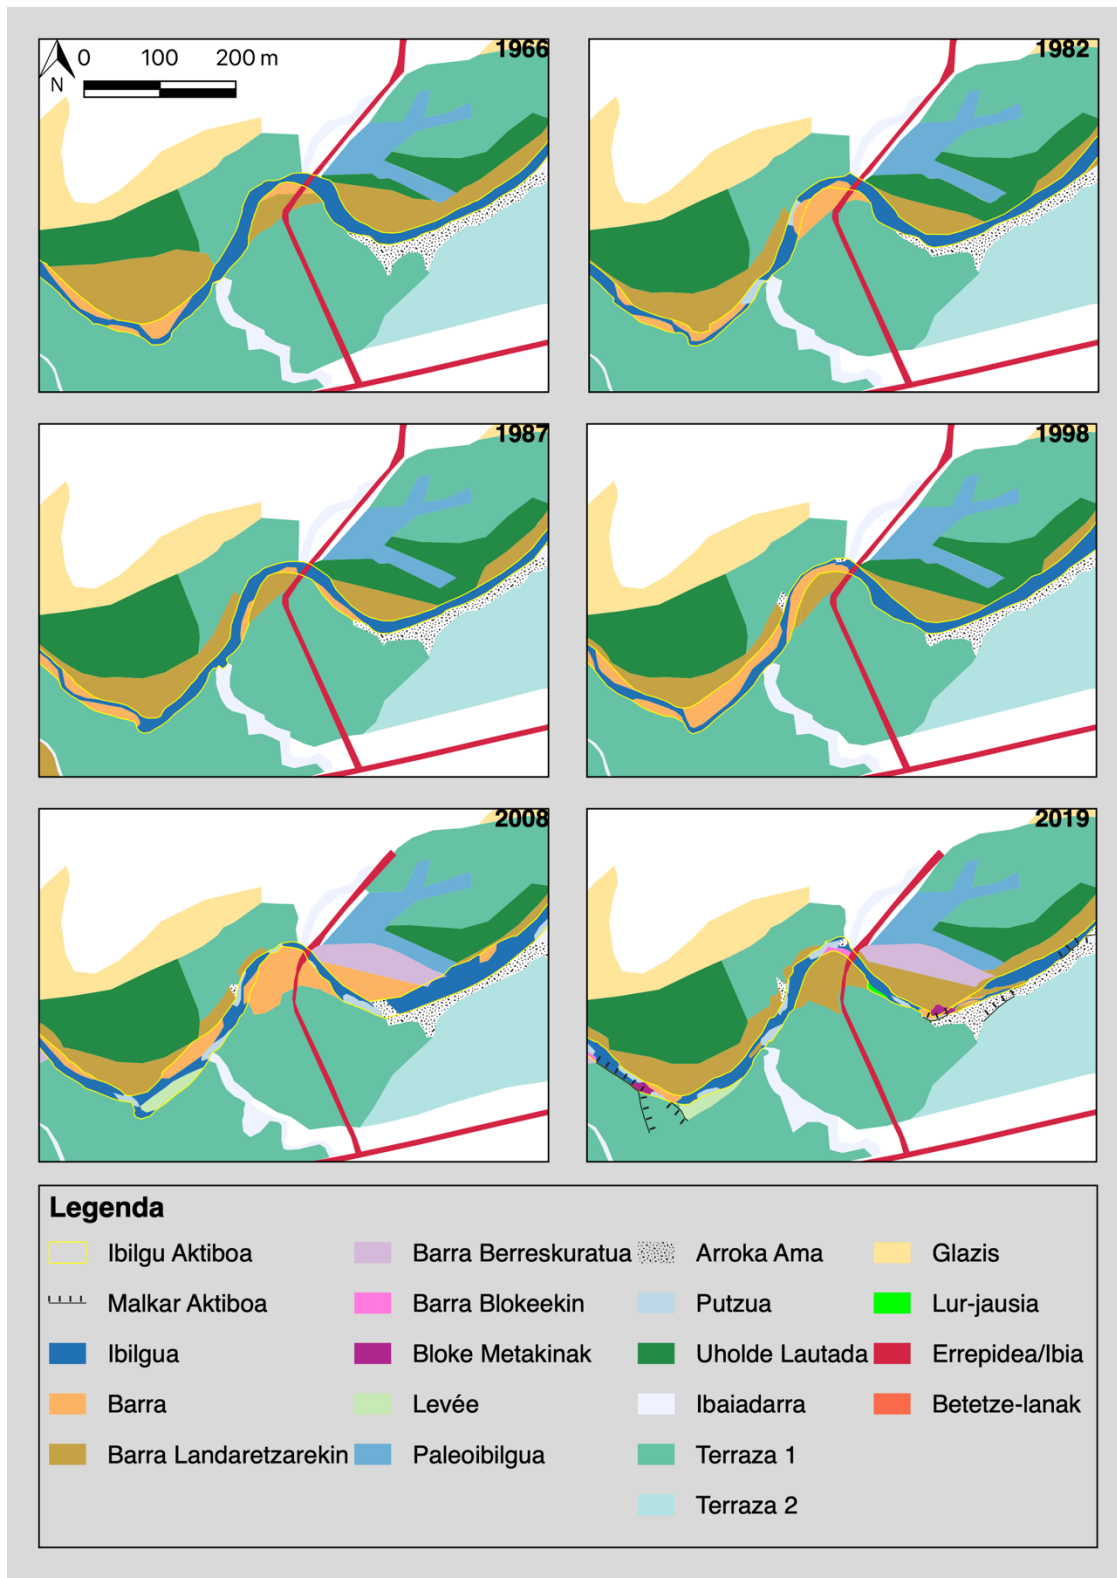 1966
0 100 200 m
N
1982
1987
1998
2008
2019
Legenda
Ibilgu Aktiboa
Malkar Aktiboa
Ibilgua
Barra
Barra Landaretzarekin
Barra Berreskuratua
Barra Blokeekin
Bloke Metakinak
Levée
Paleoibilgua
Arroka Ama
Putzua
Uholde Lautada
Ibaiadarra
Terraza 1
Terraza 2
Glazis
Lur-jausia
Errepidea/Ibia
Betetze-lanak